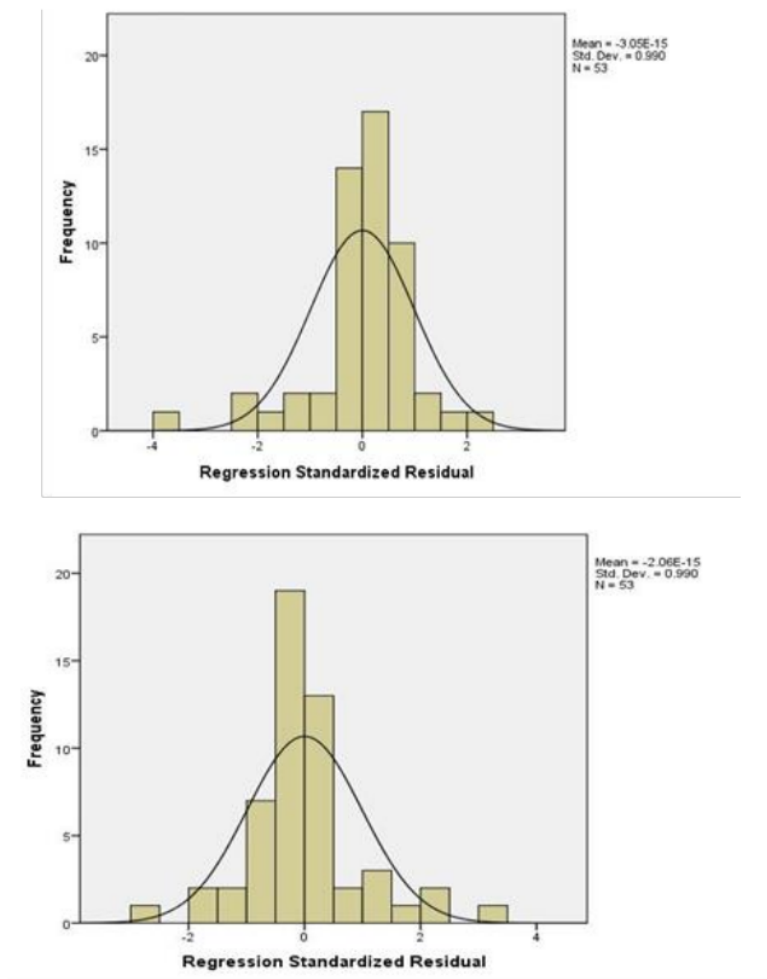 Mean = -3.05E-15
Std. Dev. = 0.990
N = 53
20
15
10
5
0
Frequency
-4
-2
0
2
Regression Standardized Residual
Mean = -2.06E-15
Std. Dev. = 0.990
N = 53
20
15
10
5
0
Frequency
-2
0
2
4
Regression Standardized Residual